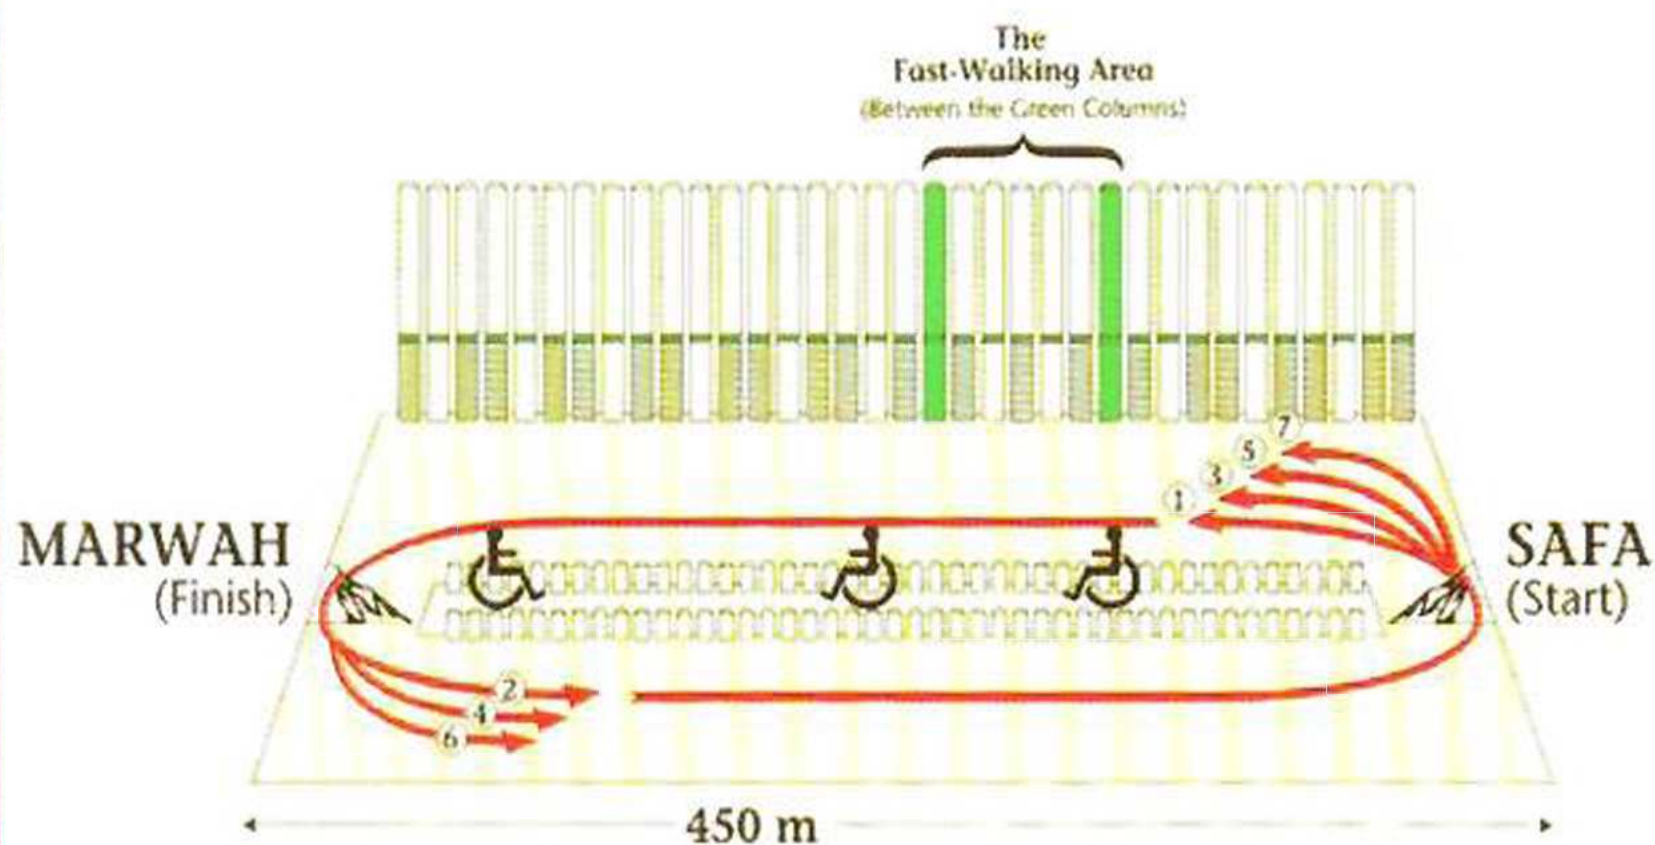 The
Fast-Walking Area
(Between the Green Columns)
7
5
3
1
MARWAH
(Finish)
SAFA
(Start)
2
4
6
450 m